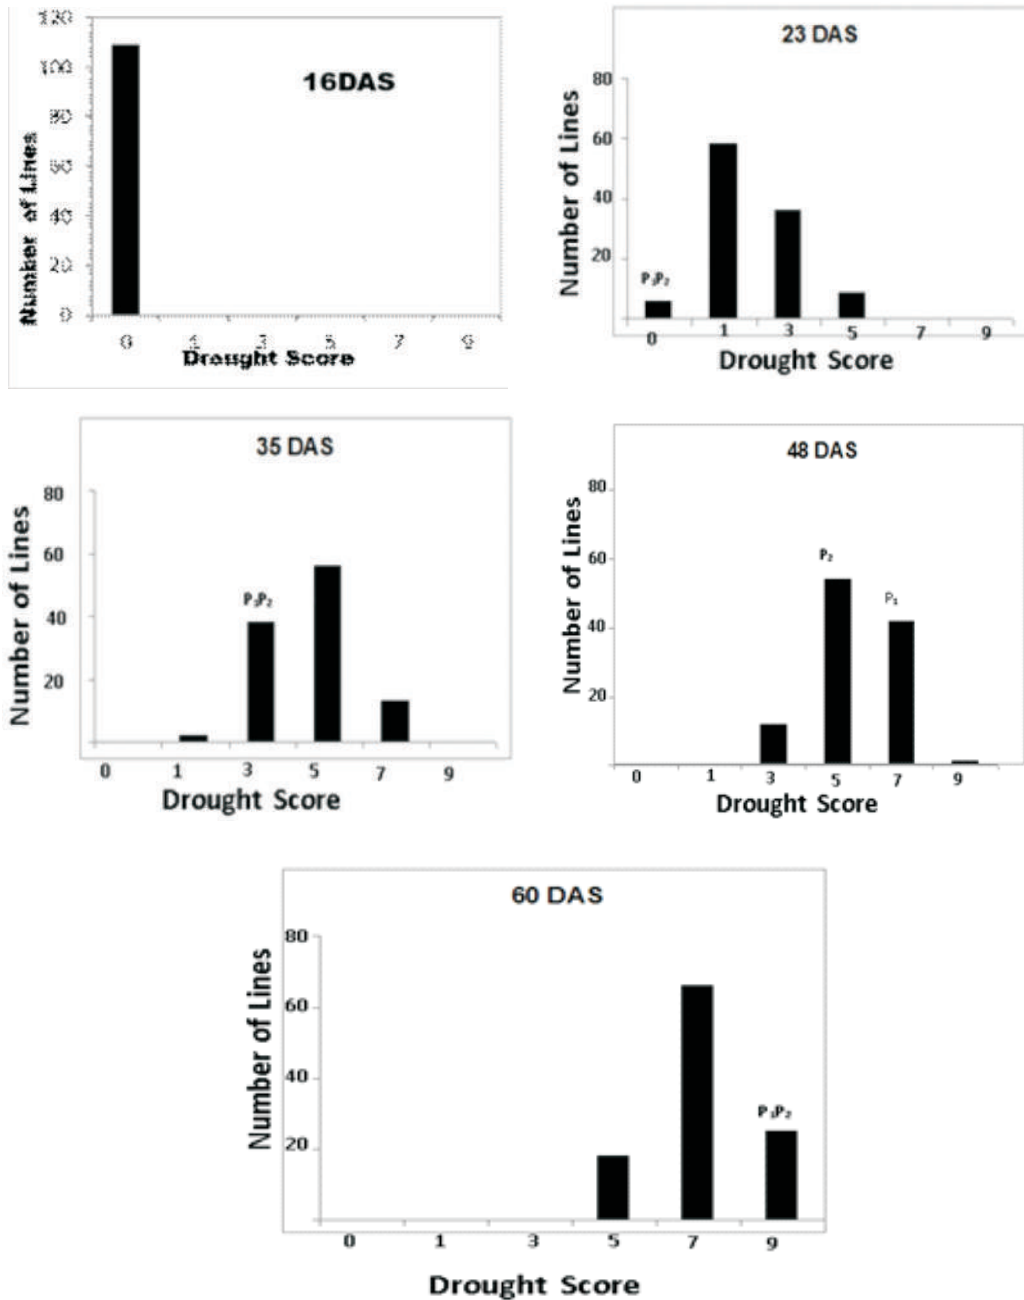 16DAS
Number of Lines
120
100
80
60
40
20
0
0 1 3 5 7 9
Drought Score
23 DAS
Number of Lines
80
60
40
20
P₁P₂
0 1 3 5 7 9
Drought Score
35 DAS
Number of Lines
80
60
40
20
P₁P₂
0 1 3 5 7 9
Drought Score
48 DAS
Number of Lines
80
60
40
20
P₂
P₁
0 1 3 5 7 9
Drought Score
60 DAS
Number of Lines
80
60
40
20
P₁P₂
0 1 3 5 7 9
Drought Score